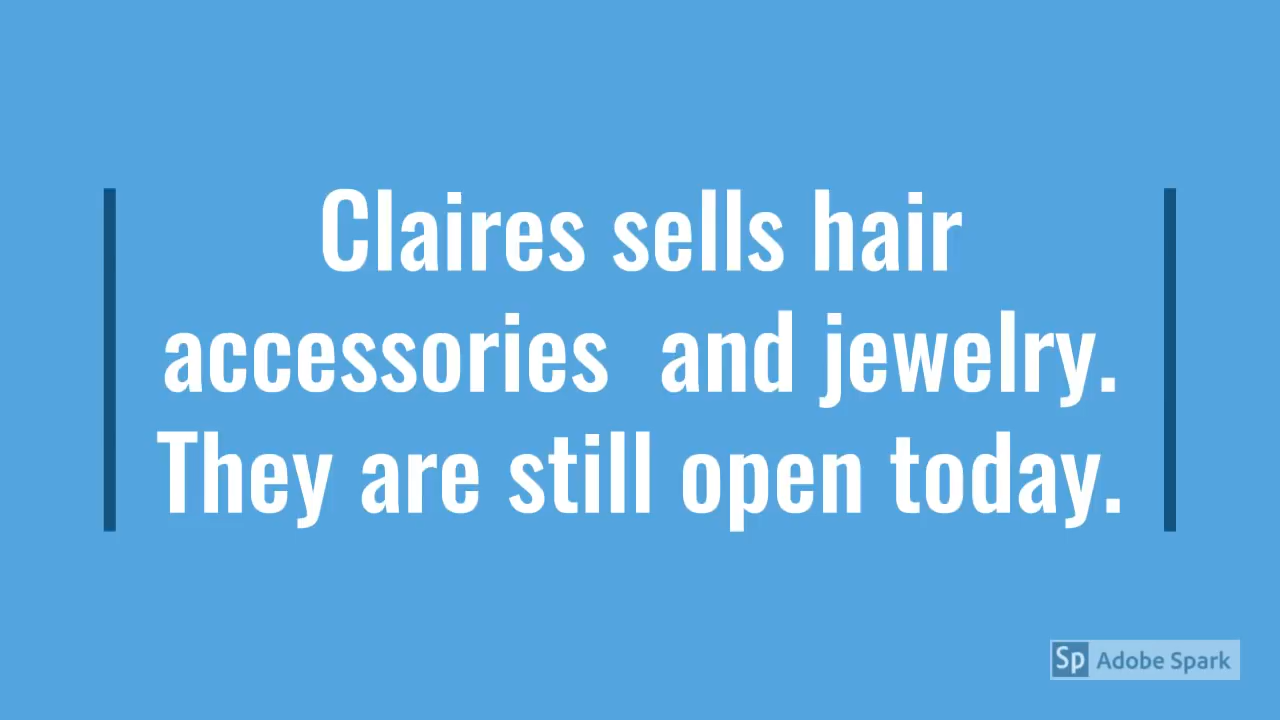 Claires sells hair
accessories  and jewelry.
They are still open today.
Sp Adobe Spark